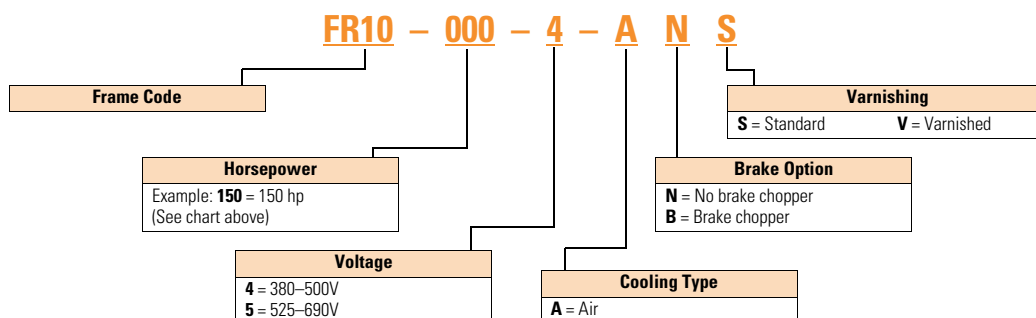 FR10 – 000 – 4 – A N S
Frame Code
Varnishing
S = Standard V = Varnished
Horsepower
Example: 150 = 150 hp
(See chart above)
Brake Option
N = No brake chopper
B = Brake chopper
Voltage
4 = 380–500V
5 = 525–690V
Cooling Type
A = Air